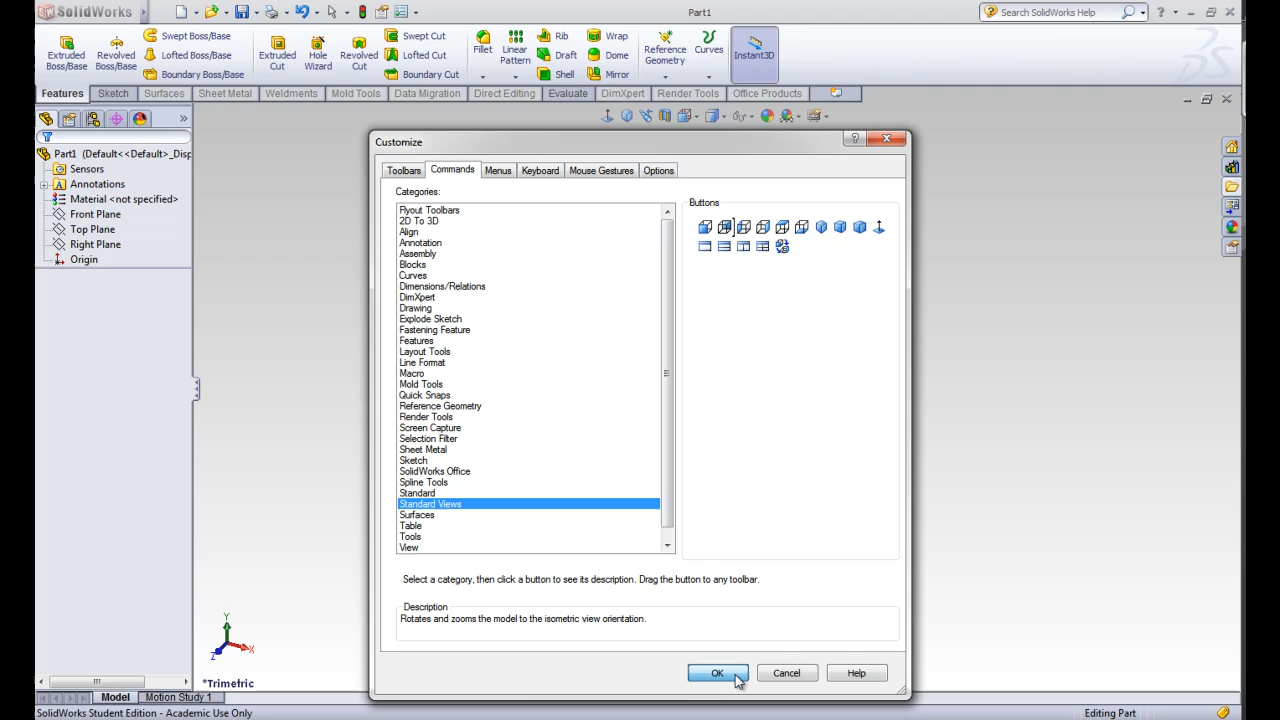 SolidWorks
Part1
Search SolidWorks Help
Extruded Boss/Base
Revolved Boss/Base
Swept Boss/Base
Lofted Boss/Base
Boundary Boss/Base
Extruded Cut
Hole Wizard
Revolved Cut
Swept Cut
Lofted Cut
Boundary Cut
Fillet
Linear Pattern
Rib
Draft
Shell
Wrap
Dome
Mirror
Reference Geometry
Curves
Instant3D
Features
Sketch
Surfaces
Sheet Metal
Weldments
Mold Tools
Data Migration
Direct Editing
Evaluate
DimXpert
Render Tools
Office Products
Part1 (Default<<Default>_Disp
Sensors
Annotations
Material <not specified>
Front Plane
Top Plane
Right Plane
Origin
Customize
Toolbars
Commands
Menus
Keyboard
Mouse Gestures
Options
Categories:
Flyout Toolbars
2D To 3D
Align
Annotation
Assembly
Blocks
Curves
Dimensions/Relations
DimXpert
Drawing
Explode Sketch
Fastening Feature
Features
Layout Tools
Line Format
Macro
Mold Tools
Quick Snaps
Reference Geometry
Render Tools
Screen Capture
Selection Filter
Sheet Metal
Sketch
SolidWorks Office
Spline Tools
Standard
Standard Views
Surfaces
Table
Tools
View
Buttons
Select a category, then click a button to see its description. Drag the button to any toolbar.
Description
Rotates and zooms the model to the isometric view orientation.
OK
Cancel
Help
Y
X
Z
*Trimetric
Model
Motion Study 1
SolidWorks Student Edition - Academic Use Only
Editing Part